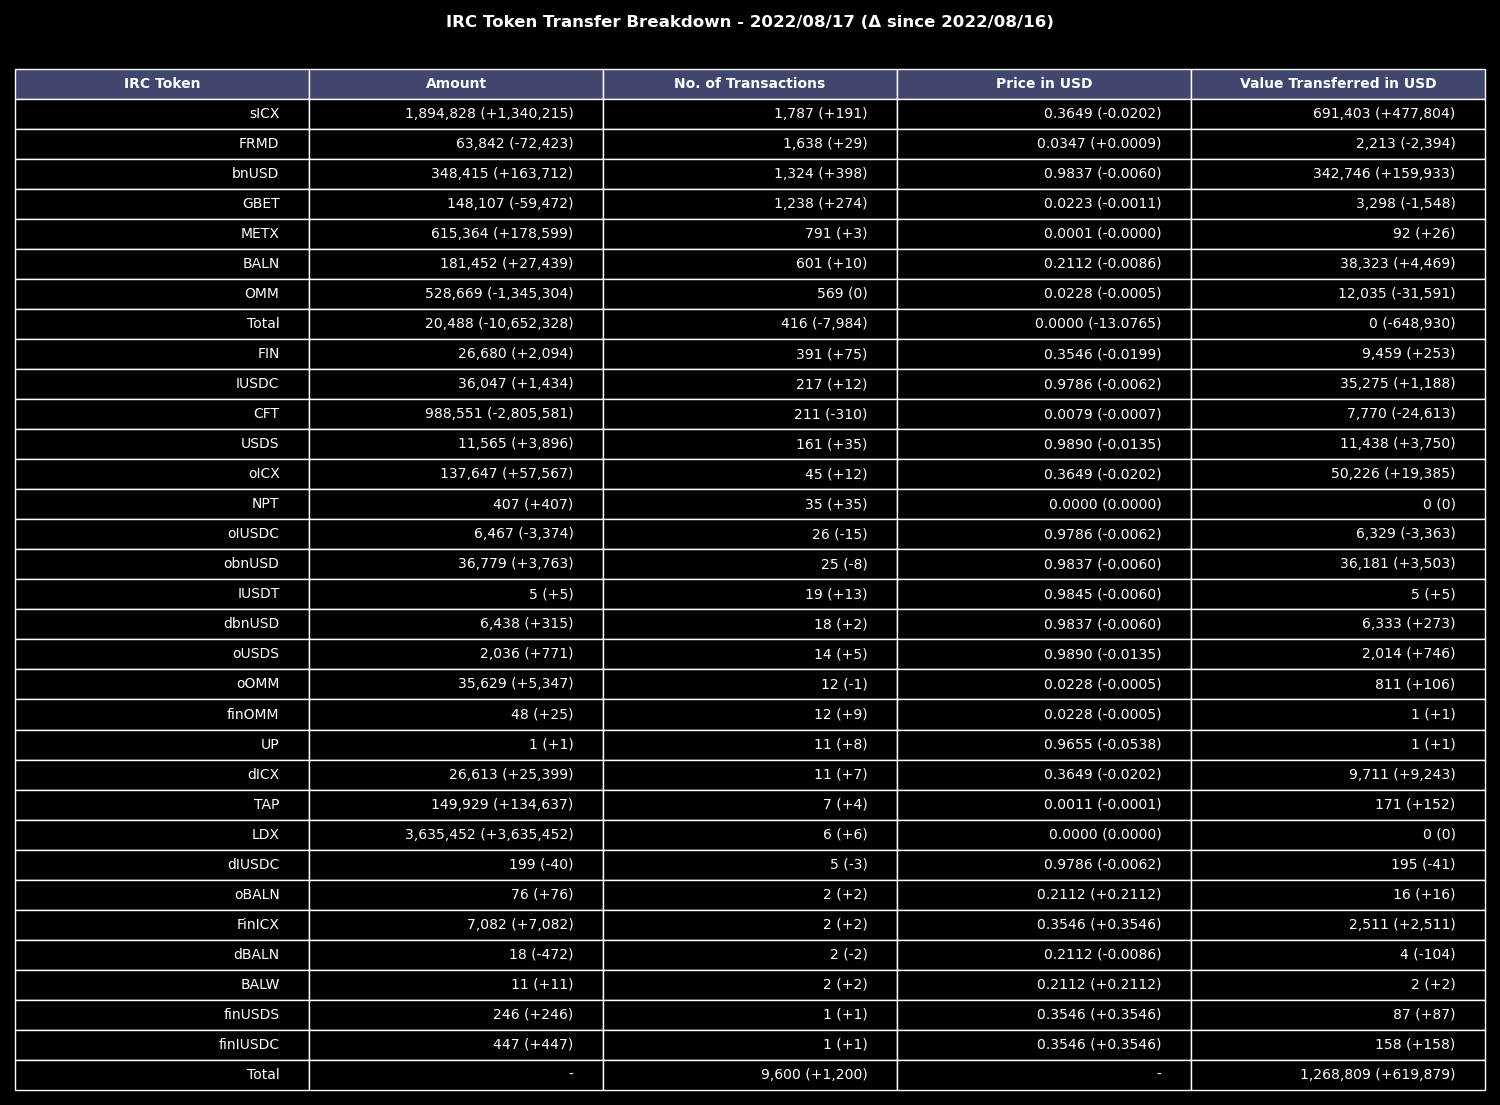 IRC Token Transfer Breakdown - 2022/08/17 (Δ since 2022/08/16)
IRC Token Amount No. of Transactions Price in USD Value Transferred in USD
sICX 1,894,828 (+1,340,215) 1,787 (+191) 0.3649 (-0.0202) 691,403 (+477,804)
FRMD 63,842 (-72,423) 1,638 (+29) 0.0347 (+0.0009) 2,213 (-2,394)
bnUSD 348,415 (+163,712) 1,324 (+398) 0.9837 (-0.0060) 342,746 (+159,933)
GBET 148,107 (-59,472) 1,238 (+274) 0.0223 (-0.0011) 3,298 (-1,548)
METX 615,364 (+178,599) 791 (+3) 0.0001 (-0.0000) 92 (+26)
BALN 181,452 (+27,439) 601 (+10) 0.2112 (-0.0086) 38,323 (+4,469)
OMM 528,669 (-1,345,304) 569 (0) 0.0228 (-0.0005) 12,035 (-31,591)
Total 20,488 (-10,652,328) 416 (-7,984) 0.0000 (-13.0765) 0 (-648,930)
FIN 26,680 (+2,094) 391 (+75) 0.3546 (-0.0199) 9,459 (+253)
IUSDC 36,047 (+1,434) 217 (+12) 0.9786 (-0.0062) 35,275 (+1,188)
CFT 988,551 (-2,805,581) 211 (-310) 0.0079 (-0.0007) 7,770 (-24,613)
USDS 11,565 (+3,896) 161 (+35) 0.9890 (-0.0135) 11,438 (+3,750)
oICX 137,647 (+57,567) 45 (+12) 0.3649 (-0.0202) 50,226 (+19,385)
NPT 407 (+407) 35 (+35) 0.0000 (0.0000) 0 (0)
oIUSDC 6,467 (-3,374) 26 (-15) 0.9786 (-0.0062) 6,329 (-3,363)
obnUSD 36,779 (+3,763) 25 (-8) 0.9837 (-0.0060) 36,181 (+3,503)
IUSDT 5 (+5) 19 (+13) 0.9845 (-0.0060) 5 (+5)
dbnUSD 6,438 (+315) 18 (+2) 0.9837 (-0.0060) 6,333 (+273)
oUSDS 2,036 (+771) 14 (+5) 0.9890 (-0.0135) 2,014 (+746)
oOMM 35,629 (+5,347) 12 (-1) 0.0228 (-0.0005) 811 (+106)
finOMM 48 (+25) 12 (+9) 0.0228 (-0.0005) 1 (+1)
UP 1 (+1) 11 (+8) 0.9655 (-0.0538) 1 (+1)
dICX 26,613 (+25,399) 11 (+7) 0.3649 (-0.0202) 9,711 (+9,243)
TAP 149,929 (+134,637) 7 (+4) 0.0011 (-0.0001) 171 (+152)
LDX 3,635,452 (+3,635,452) 6 (+6) 0.0000 (0.0000) 0 (0)
dIUSDC 199 (-40) 5 (-3) 0.9786 (-0.0062) 195 (-41)
oBALN 76 (+76) 2 (+2) 0.2112 (+0.2112) 16 (+16)
FinICX 7,082 (+7,082) 2 (+2) 0.3546 (+0.3546) 2,511 (+2,511)
dBALN 18 (-472) 2 (-2) 0.2112 (-0.0086) 4 (-104)
BALW 11 (+11) 2 (+2) 0.2112 (+0.2112) 2 (+2)
finUSDS 246 (+246) 1 (+1) 0.3546 (+0.3546) 87 (+87)
finIUSDC 447 (+447) 1 (+1) 0.3546 (+0.3546) 158 (+158)
Total - 9,600 (+1,200) - 1,268,809 (+619,879)